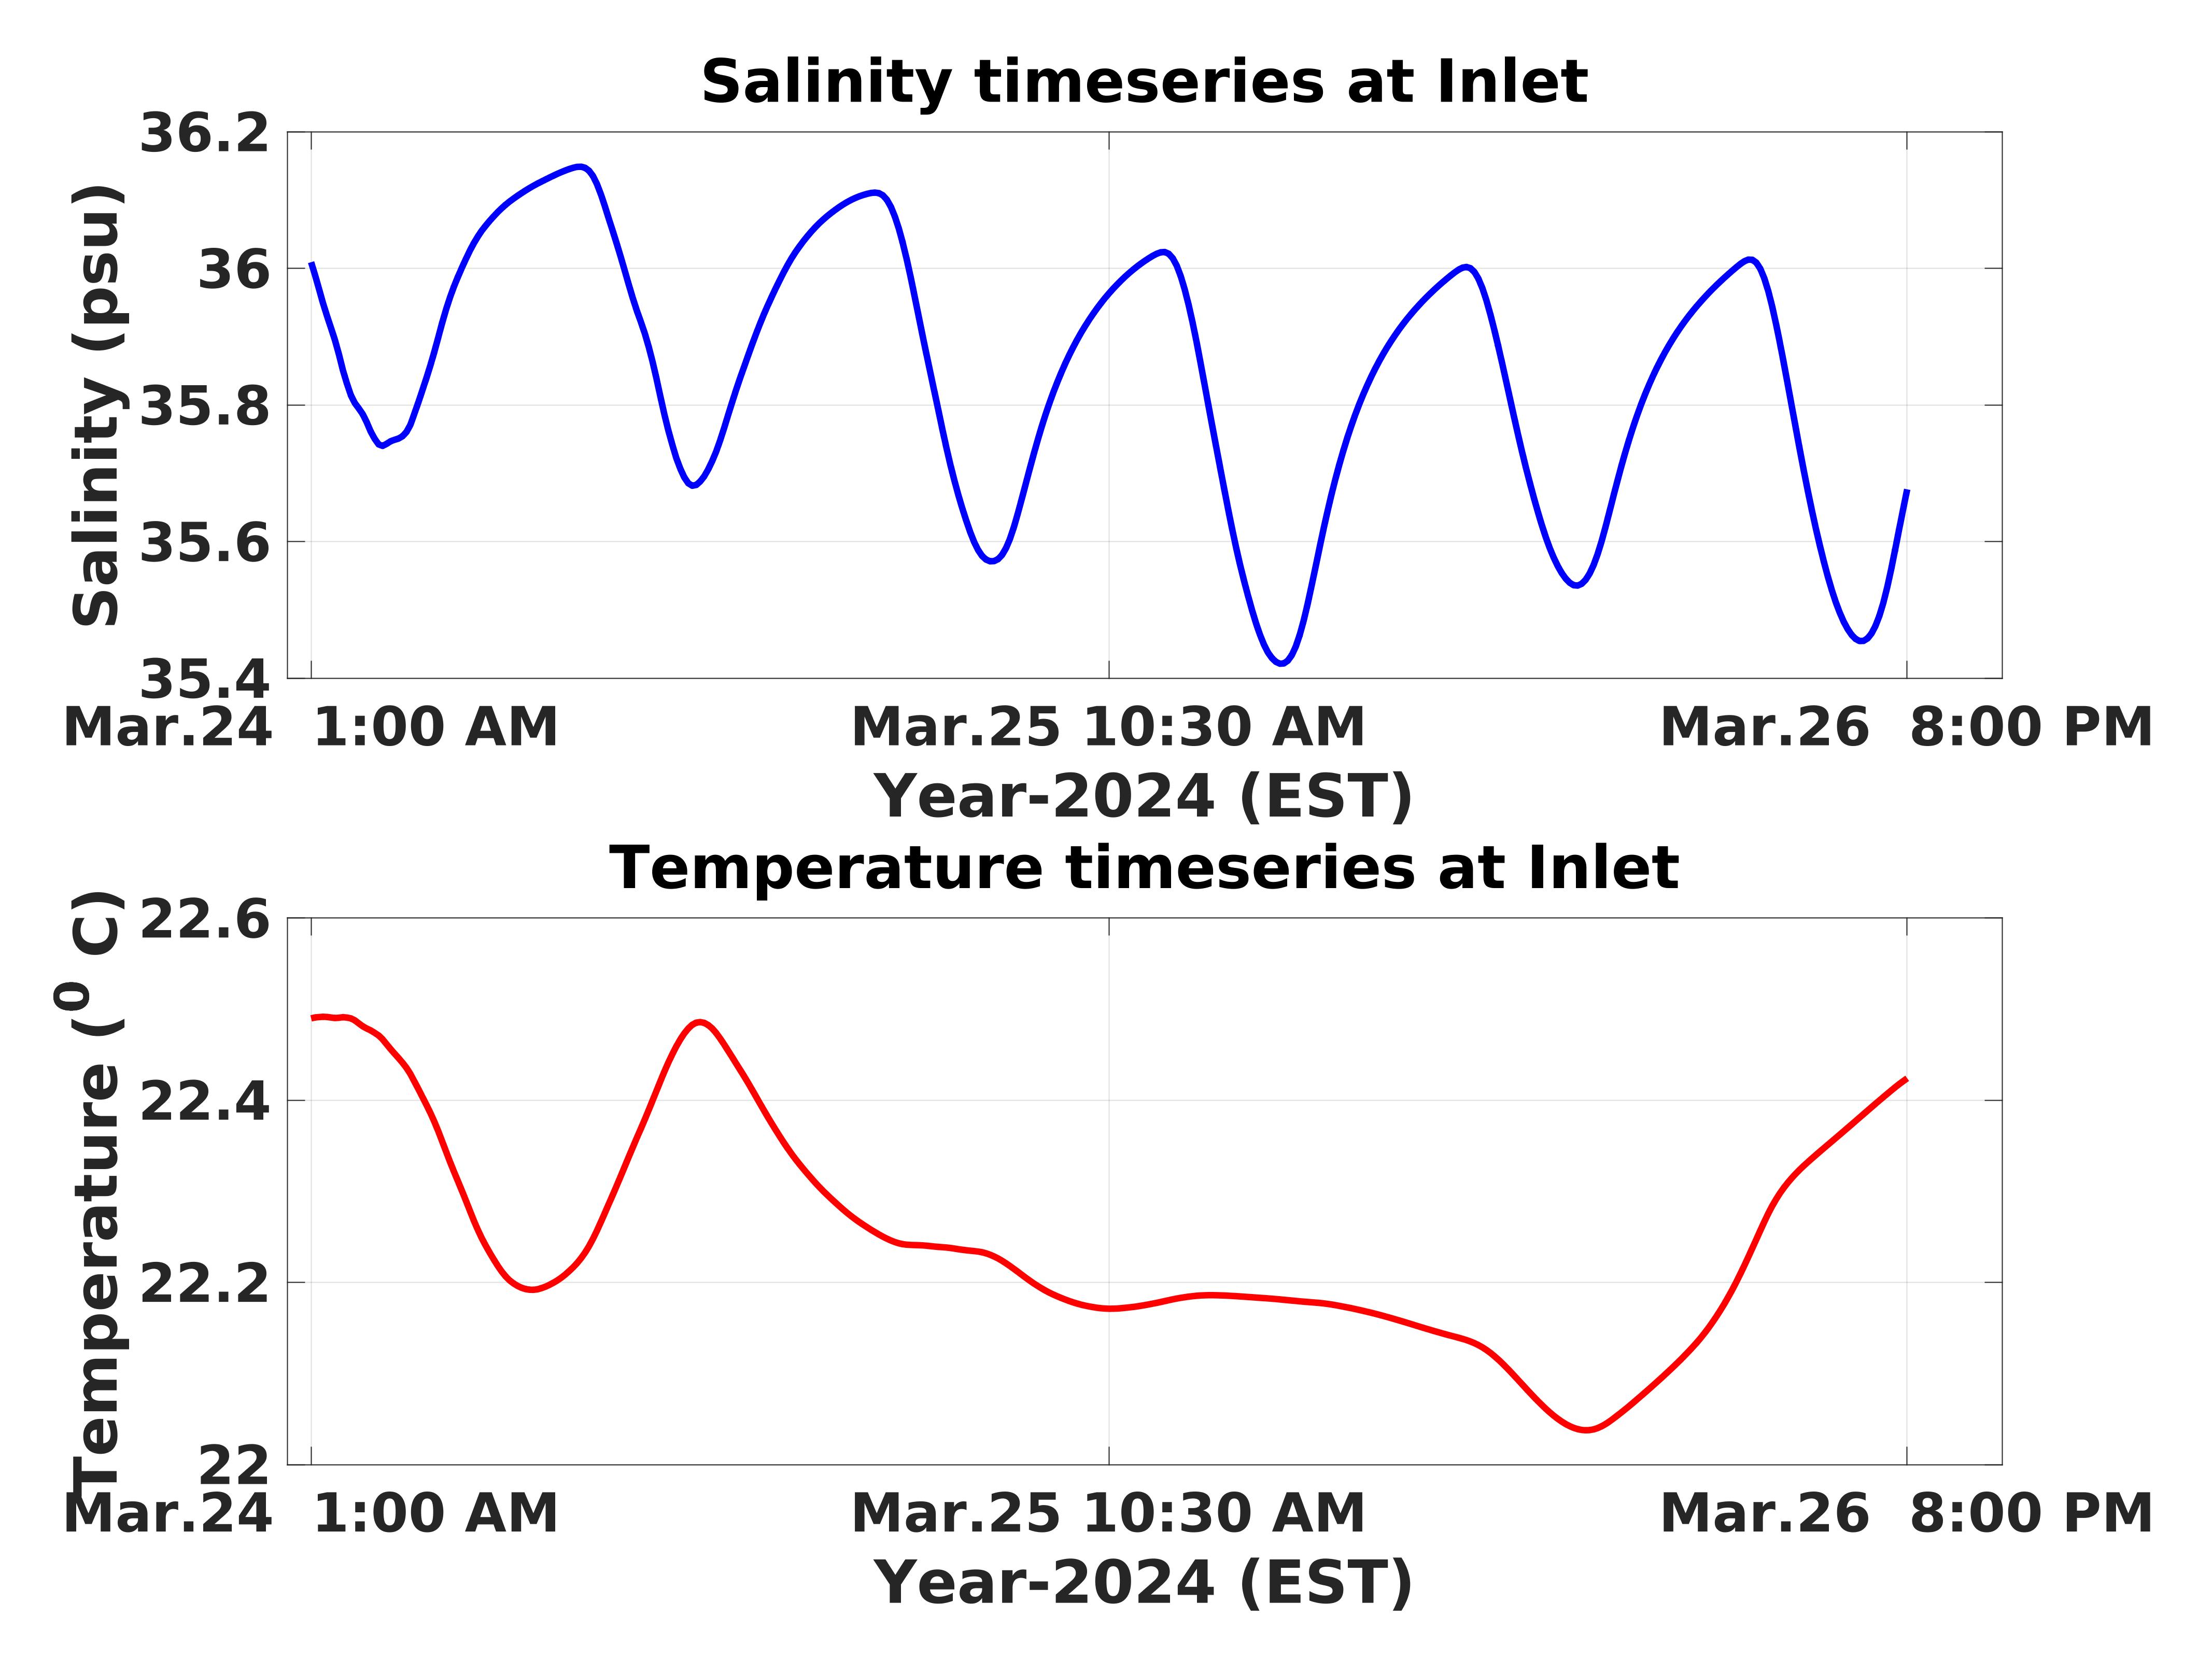 Salinity timeseries at Inlet
Salinity (psu)
36.2
36
35.8
35.6
35.4
Mar.24  1:00 AM
Mar.25 10:30 AM
Mar.26  8:00 PM
Year-2024 (EST)
Temperature timeseries at Inlet
Temperature (⁰ C)
22.6
22.4
22.2
22
Mar.24  1:00 AM
Mar.25 10:30 AM
Mar.26  8:00 PM
Year-2024 (EST)